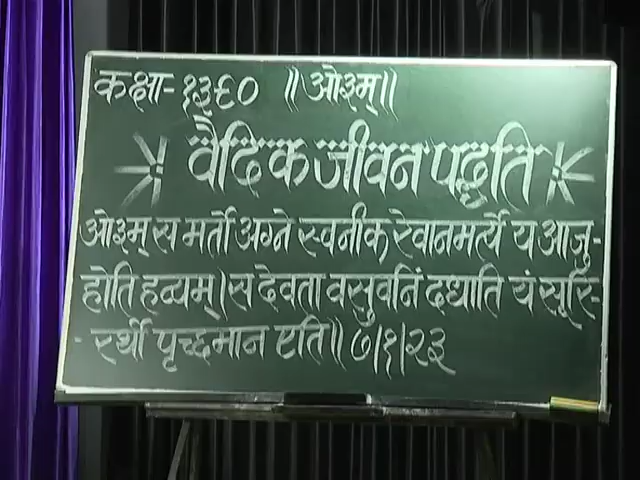 कक्षा- १३६० ॥ओ३म्॥
वैदिक जीवन पद्धति
ओ३म् स मर्तो अग्ने स्वनीक रेवानमर्त्ये य आजु-
होति हव्यम्। स देवता वसुवनिं दधाति यं सूरि-
- रर्थी पृच्छमान एति॥ ७।१।२३